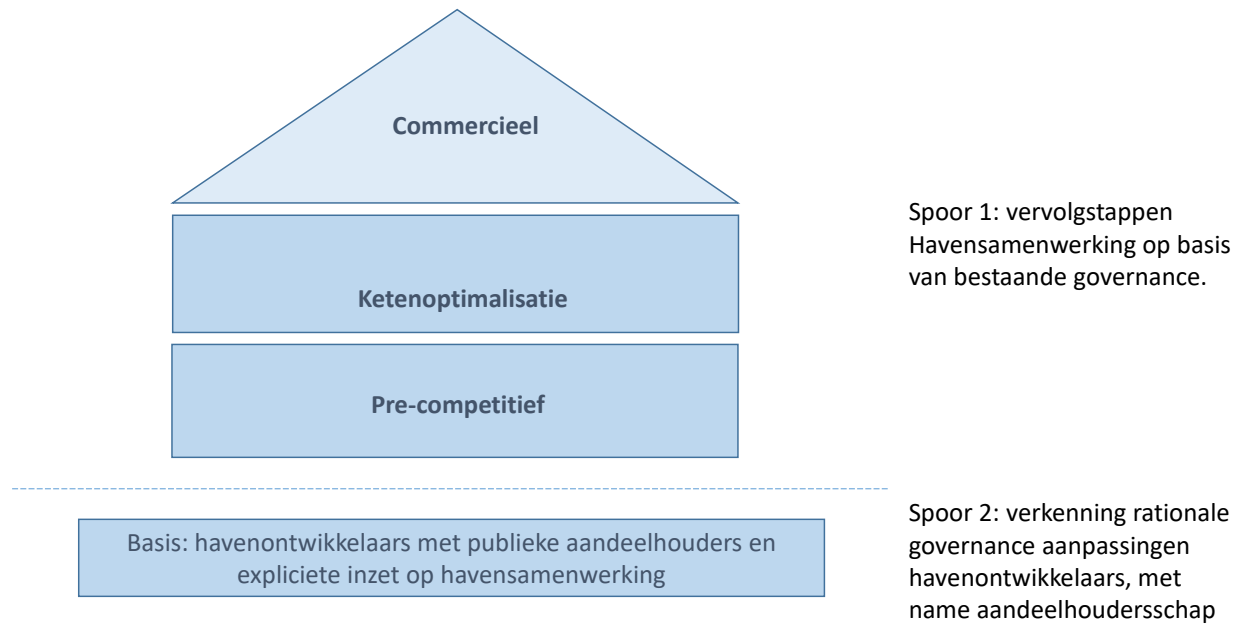 Commercieel
Spoor 1: vervolgstappen
Havensamenwerking op basis
van bestaande governance.
Ketenoptimalisatie
Pre-competitief
Basis: havenontwikkelaars met publieke aandeelhouders en
expliciete inzet op havensamenwerking
Spoor 2: verkenning rationale
governance aanpassingen
havenontwikkelaars, met
name aandeelhoudersschap